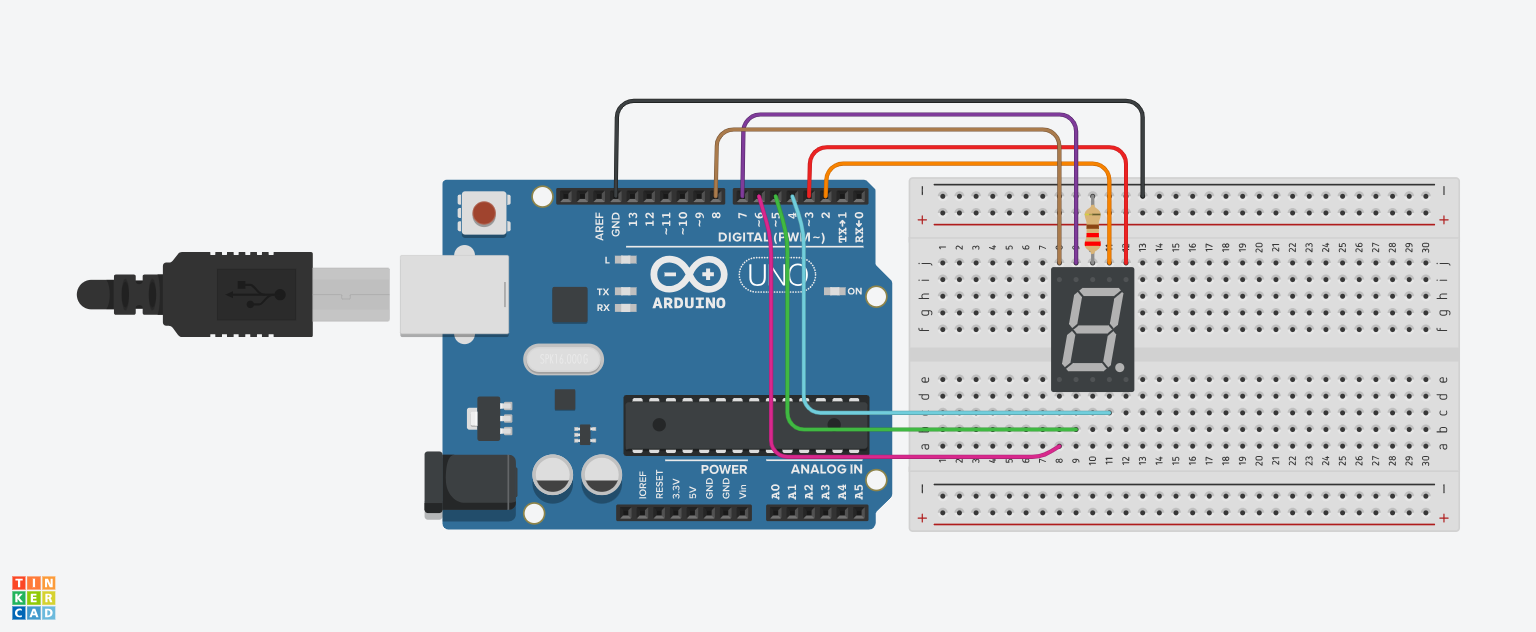 AREF GND 13 12 ~11 ~10 ~9 8 7 ~6 ~5 4 ~3 2 TX→1 RX←0
DIGITAL (PWM~)
L
TX
RX
UNO
ARDUINO
ON
POWER
ANALOG IN
IOREF RESET 3.3V 5V GND GND Vin A0 A1 A2 A3 A4 A5
− −
+ +
1 2 3 4 5 6 7 8 9 10 11 12 13 14 15 16 17 18 19 20 21 22 23 24 25 26 27 28 29 30
j j
i i
h h
g g
f f
e e
d d
c c
b b
a a
1 2 3 4 5 6 7 8 9 10 11 12 13 14 15 16 17 18 19 20 21 22 23 24 25 26 27 28 29 30
− −
+ +
TIN
KER
CAD